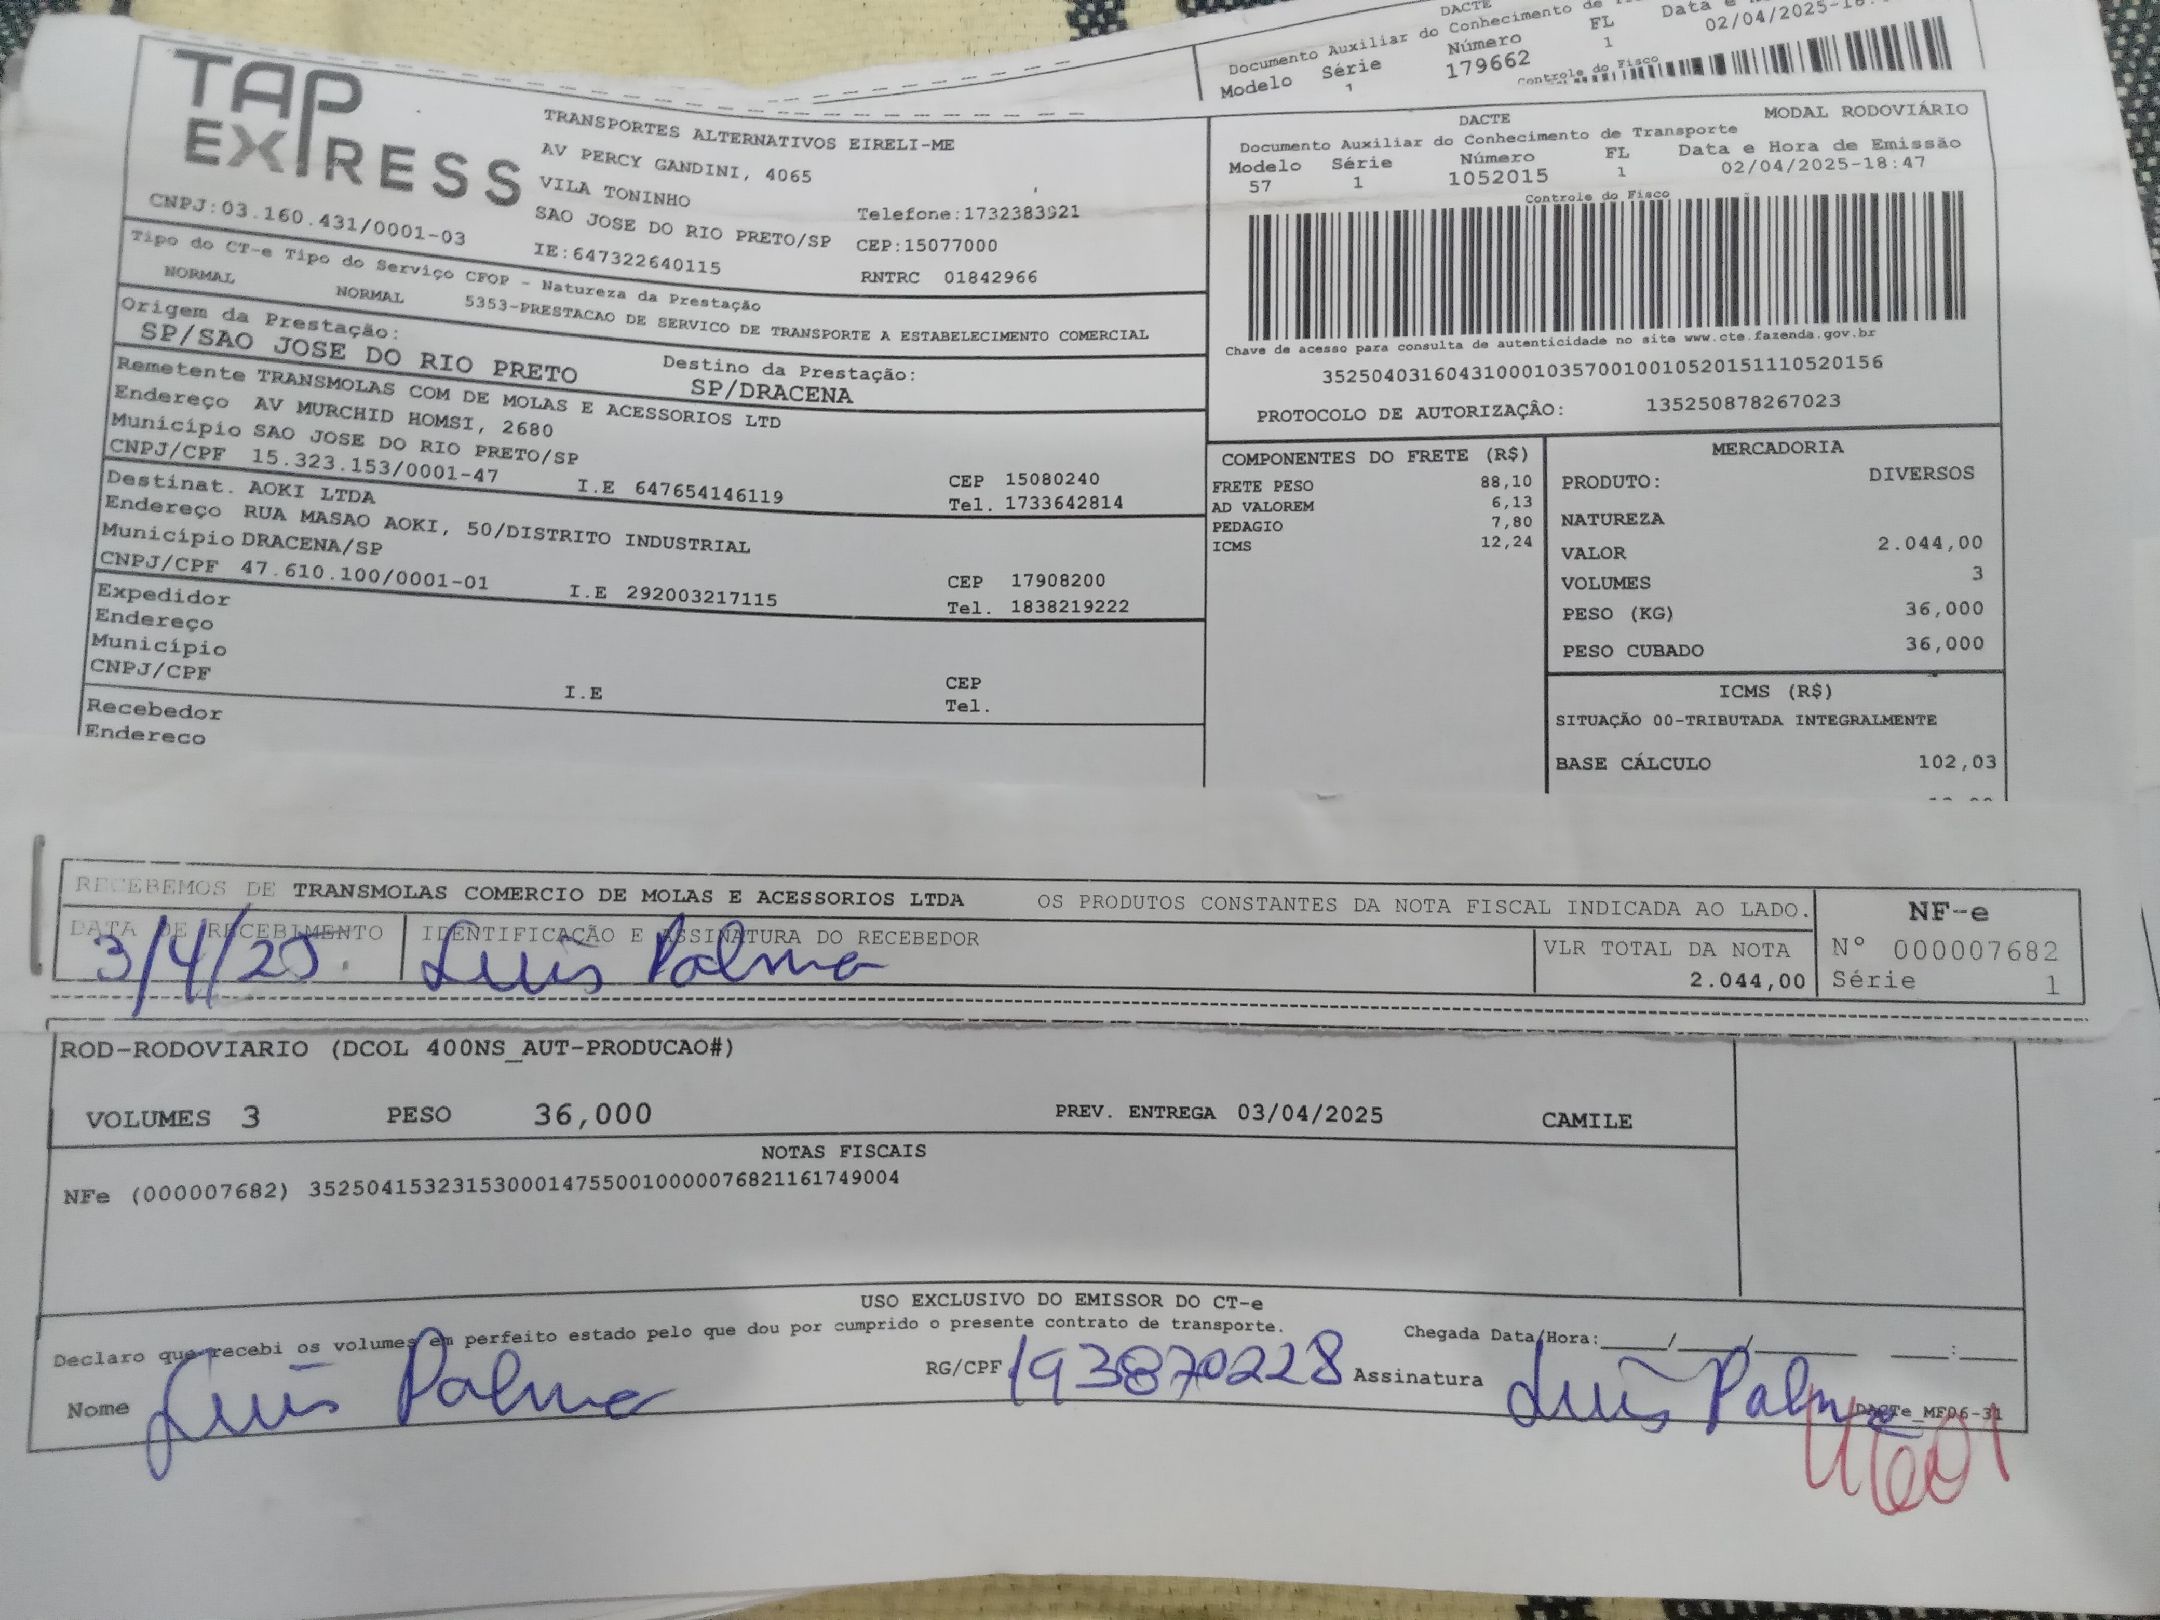 DACTE
Documento Auxiliar do Conhecimento de
Modelo Série Número FL Data e
1 179662 1 02/04/2025-18
Controle do Fisco
TAP
EXPRESS
TRANSPORTES ALTERNATIVOS EIRELI-ME
AV PERCY GANDINI, 4065
VILA TONINHO
SAO JOSE DO RIO PRETO/SP
Telefone:1732383921
CEP:15077000
CNPJ:03.160.431/0001-03
IE:647322640115
RNTRC 01842966
Tipo do CT-e Tipo do Serviço CFOP - Natureza da Prestação
NORMAL NORMAL 5353-PRESTACAO DE SERVICO DE TRANSPORTE A ESTABELECIMENTO COMERCIAL
Origem da Prestação:
SP/SAO JOSE DO RIO PRETO
Destino da Prestação:
SP/DRACENA
Remetente TRANSMOLAS COM DE MOLAS E ACESSORIOS LTD
Endereço AV MURCHID HOMSI, 2680
Município SAO JOSE DO RIO PRETO/SP
CEP 15080240
CNPJ/CPF 15.323.153/0001-47 I.E 647654146119 Tel. 1733642814
Destinat. AOKI LTDA
Endereço RUA MASAO AOKI, 50/DISTRITO INDUSTRIAL
Município DRACENA/SP
CEP 17908200
CNPJ/CPF 47.610.100/0001-01 I.E 292003217115 Tel. 1838219222
Expedidor
Endereço
Município
CEP
CNPJ/CPF I.E Tel.
Recebedor
Endereco
DACTE MODAL RODOVIÁRIO
Documento Auxiliar do Conhecimento de Transporte
Modelo Série Número FL Data e Hora de Emissão
57 1 1052015 1 02/04/2025-18:47
Controle do Fisco
Chave de acesso para consulta de autenticidade no site www.cte.fazenda.gov.br
35250403160431000103570010010520151110520156
PROTOCOLO DE AUTORIZAÇÂO: 135250878267023
COMPONENTES DO FRETE (R$)
FRETE PESO 88,10
AD VALOREM 6,13
PEDAGIO 7,80
ICMS 12,24
MERCADORIA
PRODUTO: DIVERSOS
NATUREZA
VALOR 2.044,00
VOLUMES 3
PESO (KG) 36,000
PESO CUBADO 36,000
ICMS (R$)
SITUAÇÃO 00-TRIBUTADA INTEGRALMENTE
BASE CÁLCULO 102,03
RECEBEMOS DE TRANSMOLAS COMERCIO DE MOLAS E ACESSORIOS LTDA OS PRODUTOS CONSTANTES DA NOTA FISCAL INDICADA AO LADO.
DATA DE RECEBIMENTO IDENTIFICAÇÃO E ASSINATURA DO RECEBEDOR
3/4/25. Luis Palma
VLR TOTAL DA NOTA
2.044,00
NF-e
Nº 000007682
Série 1
ROD-RODOVIARIO (DCOL 400NS_AUT-PRODUCAO#)
VOLUMES 3 PESO 36,000 PREV. ENTREGA 03/04/2025 CAMILE
NOTAS FISCAIS
NFe (000007682) 35250415323153000147550010000076821161749004
USO EXCLUSIVO DO EMISSOR DO CT-e
Declaro que recebi os volumes em perfeito estado pelo que dou por cumprido o presente contrato de transporte.
Chegada Data/Hora:____/____/____ __:__
Nome Luis Palma RG/CPF 193870228 Assinatura Luis Palma
DACTe_MF06-31